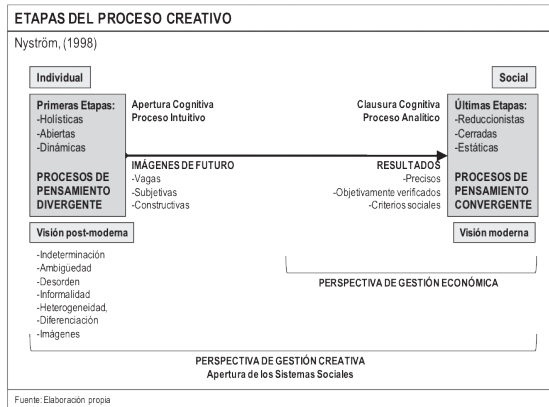 ETAPAS DEL PROCESO CREATIVO
Nyström, (1998)
Individual
Social
Primeras Etapas:
-Holísticas
-Abiertas
-Dinámicas
PROCESOS DE
PENSAMIENTO
DIVERGENTE
Apertura Cognitiva
Proceso Intuitivo
Clausura Cognitiva
Proceso Analítico
Últimas Etapas:
-Reduccionistas
-Cerradas
-Estáticas
PROCESOS DE
PENSAMIENTO
CONVERGENTE
IMÁGENES DE FUTURO
-Vagas
-Subjetivas
-Constructivas
RESULTADOS
-Precisos
-Objetivamente verificados
-Criterios sociales
Visión post-moderna
Visión moderna
-Indeterminación
-Ambigüedad
-Desorden
-Informalidad
-Heterogeneidad,
-Diferenciación
-Imágenes
PERSPECTIVA DE GESTIÓN ECONÓMICA
PERSPECTIVA DE GESTIÓN CREATIVA
Apertura de los Sistemas Sociales
Fuente: Elaboración propia